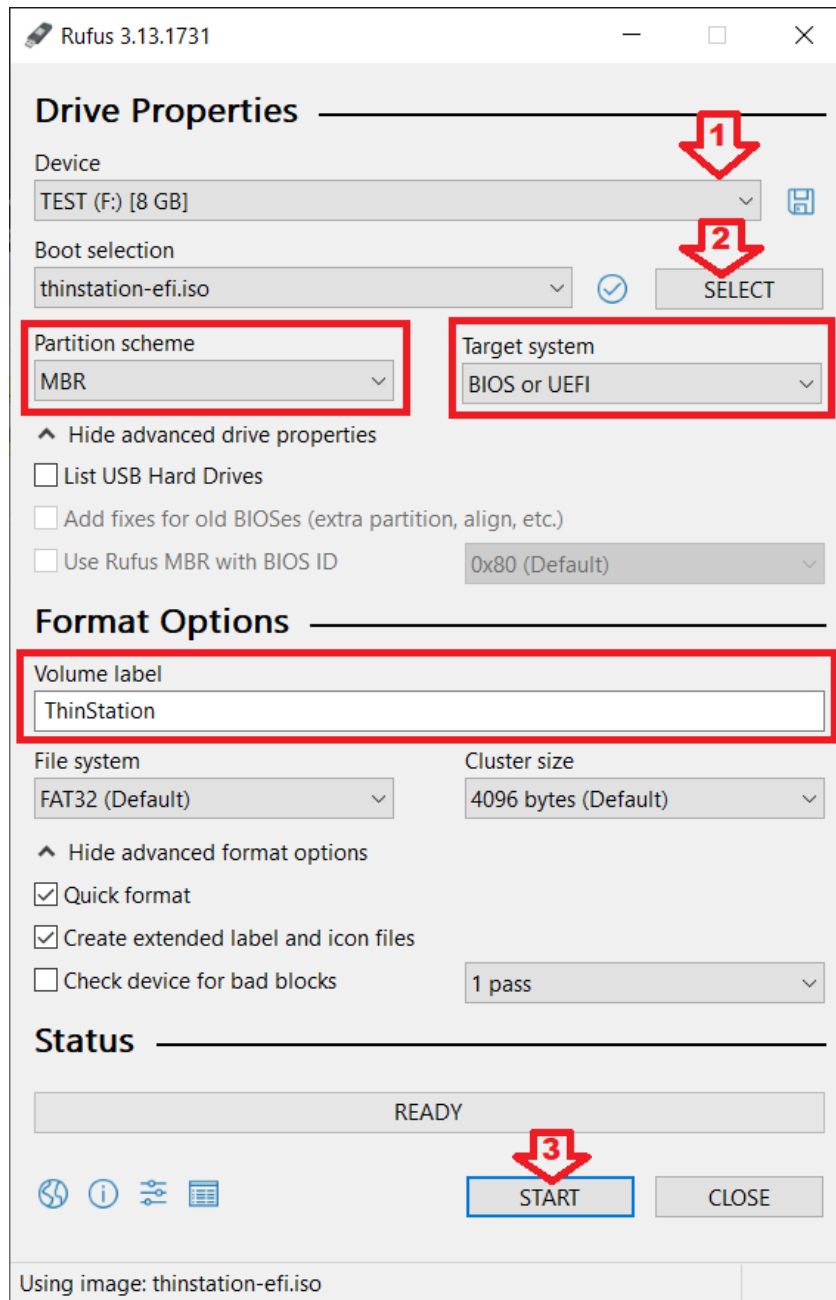 Rufus 3.13.1731
Drive Properties
1
Device
TEST (F:) [8 GB]
2
Boot selection
thinstation-efi.iso
SELECT
Partition scheme
Target system
MBR
BIOS or UEFI
Hide advanced drive properties
List USB Hard Drives
Add fixes for old BIOSes (extra partition, align, etc.)
Use Rufus MBR with BIOS ID
0x80 (Default)
Format Options
Volume label
ThinStation
File system
Cluster size
FAT32 (Default)
4096 bytes (Default)
Hide advanced format options
Quick format
Create extended label and icon files
Check device for bad blocks
1 pass
Status
READY
3
START
CLOSE
Using image: thinstation-efi.iso